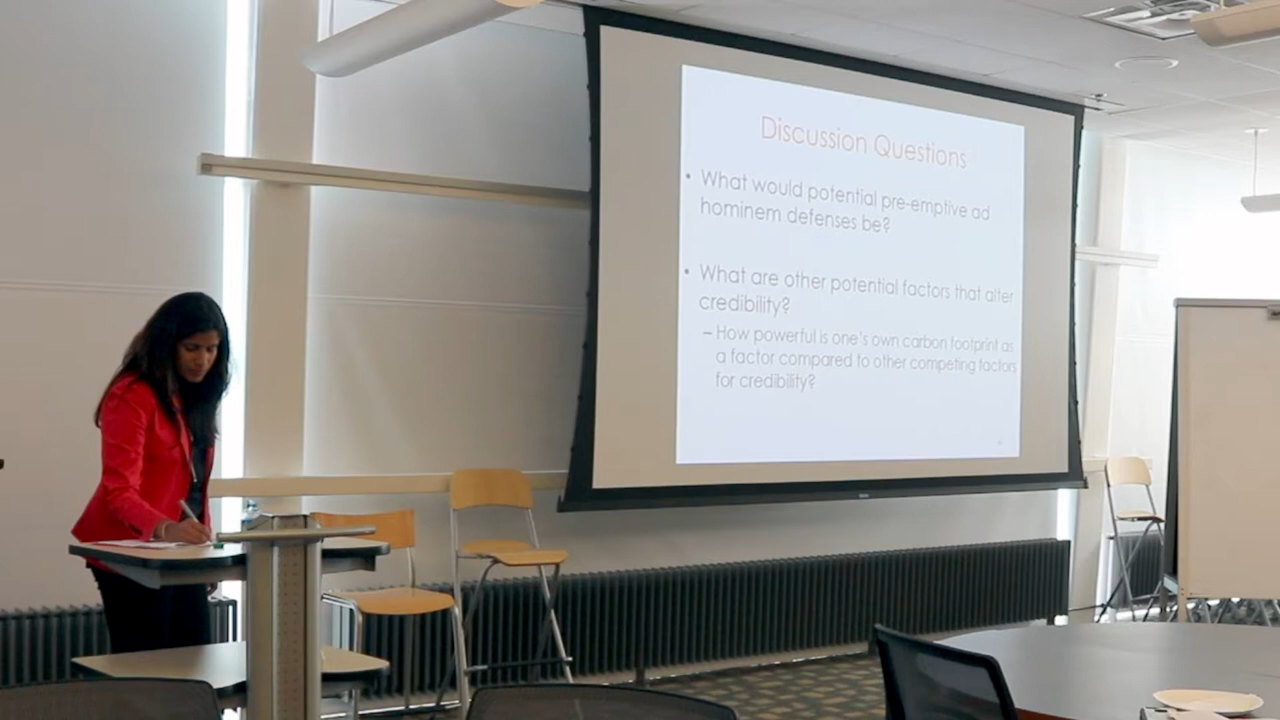 Discussion Questions
• What would potential pre-emptive ad
hominem defenses be?
• What are other potential factors that alter
credibility?
– How powerful is one's own carbon footprint as
a factor compared to other competing factors
for credibility?